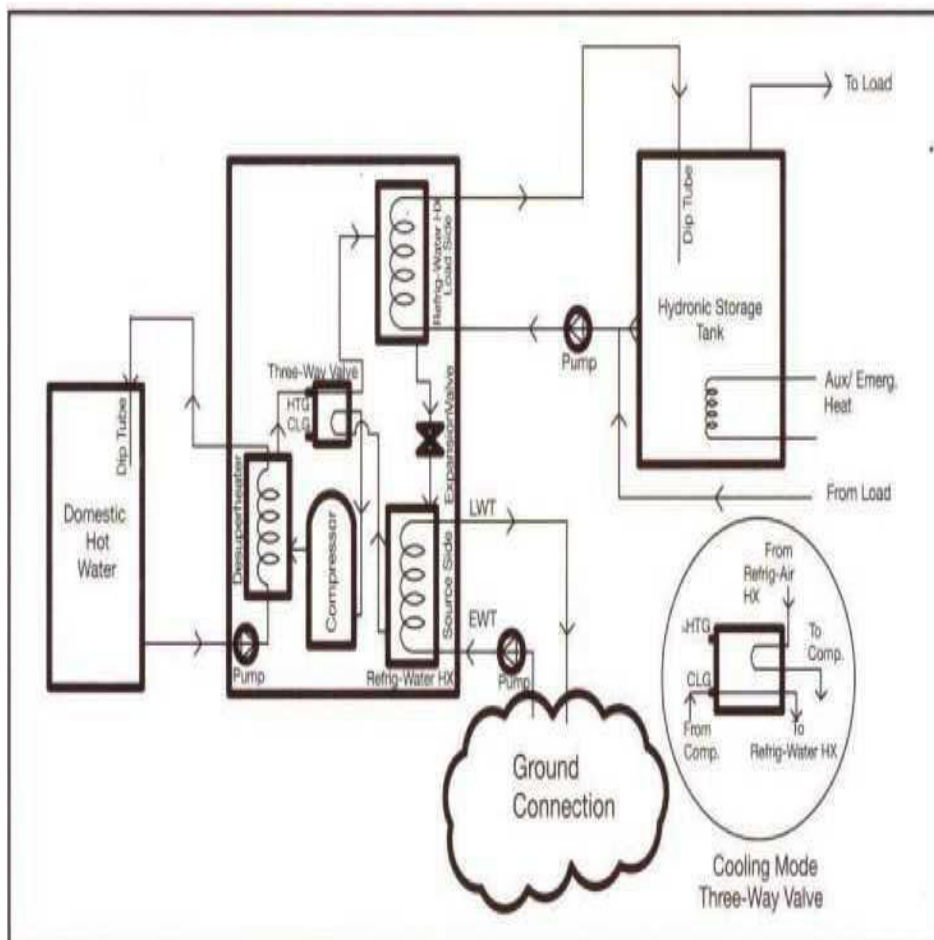 To Load
Dip Tube
Refrig-Water HX
Load Side
Hydronic Storage
Tank
Pump
Three-Way Valve
HTG
CLG
Aux/ Emerg.
Heat
Dip Tube
Domestic
Hot
Water
Desuperheater
Compressor
ExpansionValve
Source Side
LWT
EWT
From Load
Pump
Refrig-Water HX
Pump
Ground
Connection
From
Refrig-Air
HX
HTG
CLG
To
Comp.
From
Comp.
To
Refrig-Water HX
Cooling Mode
Three-Way Valve